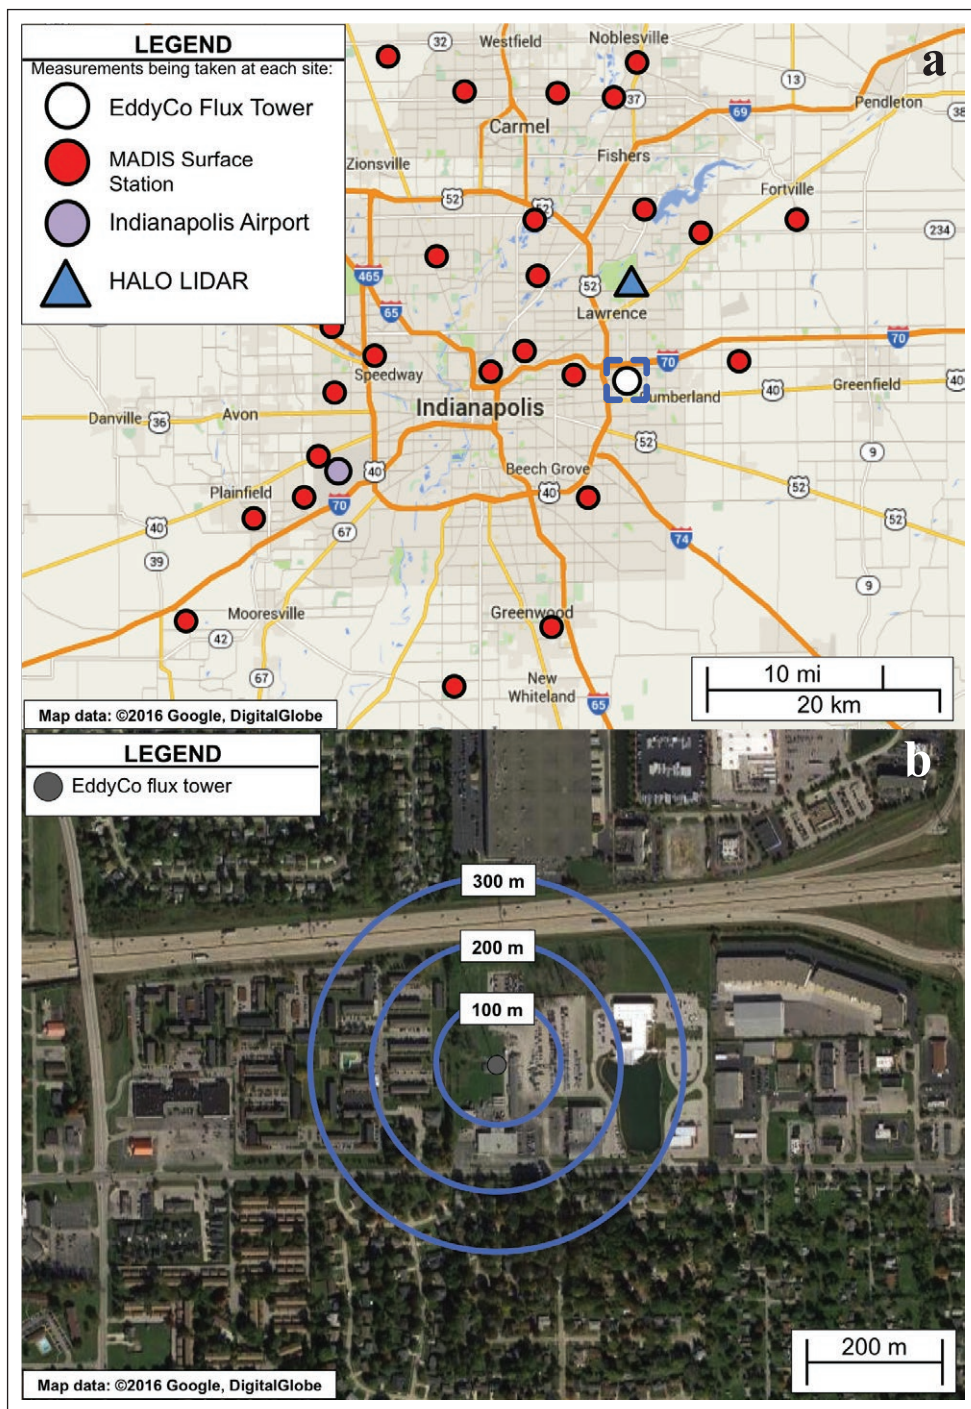 LEGEND
Measurements being taken at each site:
EddyCo Flux Tower
MADIS Surface
Station
Indianapolis Airport
HALO LIDAR
a
32
Westfield
Noblesville
13
Pendleton
37
38
69
Carmel
Fishers
Zionsville
Fortville
52
52
234
465
52
65
Lawrence
70
70
Speedway
Cumberland
Greenfield
40
40
Indianapolis
Danville
36
Avon
52
9
Beech Grove
40
52
Plainfield
40
70
67
52
40
74
39
9
Mooresville
42
Greenwood
67
New
Whiteland
65
10 mi
20 km
Map data: ©2016 Google, DigitalGlobe
LEGEND
EddyCo flux tower
b
300 m
200 m
100 m
200 m
Map data: ©2016 Google, DigitalGlobe